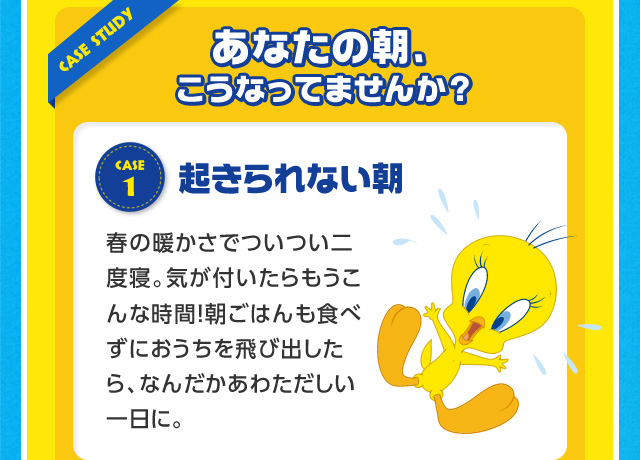 CASE STUDY
あなたの朝、
こうなってませんか？
CASE
1
起きられない朝
春の暖かさでついつい二
度寝。気が付いたらもうこ
んな時間!朝ごはんも食べ
ずにおうちを飛び出した
ら、なんだかあわただしい
一日に。